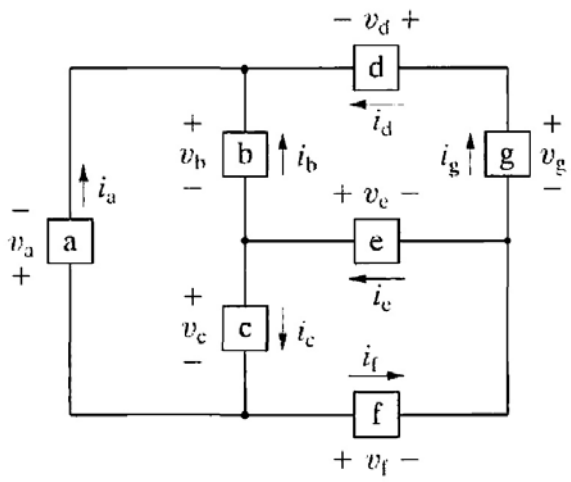 − v_d +
d
i_d
+
v_b
−
b
i_b
i_g
g
+
v_g
−
−
v_a
+
a
i_a
+ v_e −
e
i_e
+
v_c
−
c
i_c
i_f
f
+ v_f −